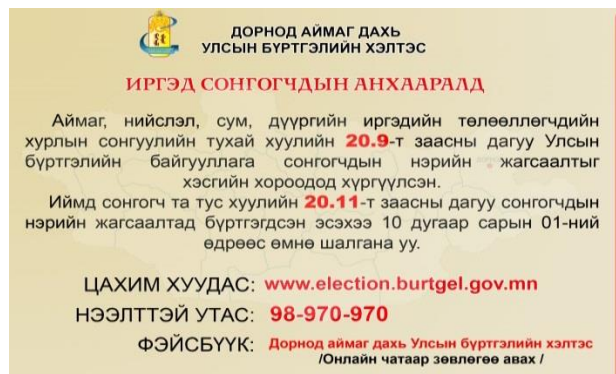 ДОРНОД АЙМАГ ДАХЬ
УЛСЫН БҮРТГЭЛИЙН ХЭЛТЭС
ИРГЭД СОНГОГЧДЫН АНХААРАЛД
Аймаг, нийслэл, сум, дүүргийн иргэдийн төлөөллөгчдийн
хурлын сонгуулийн тухай хуулийн 20.9-т заасны дагуу Улсын
бүртгэлийн байгууллага сонгогчдын нэрийн жагсаалтыг
хэсгийн хороодод хүргүүлсэн.
Иймд сонгогч та тус хуулийн 20.11-т заасны дагуу сонгогчдын
нэрийн жагсаалтад бүртгэгдсэн эсэхээ 10 дугаар сарын 01-ний
өдрөөс өмнө шалгана уу.
ЦАХИМ ХУУДАС: www.election.burtgel.gov.mn
НЭЭЛТТЭЙ УТАС: 98-970-970
ФЭЙСБҮҮК: Дорнод аймаг дахь Улсын бүртгэлийн хэлтэс
/Онлайн чатаар зөвлөгөө авах /